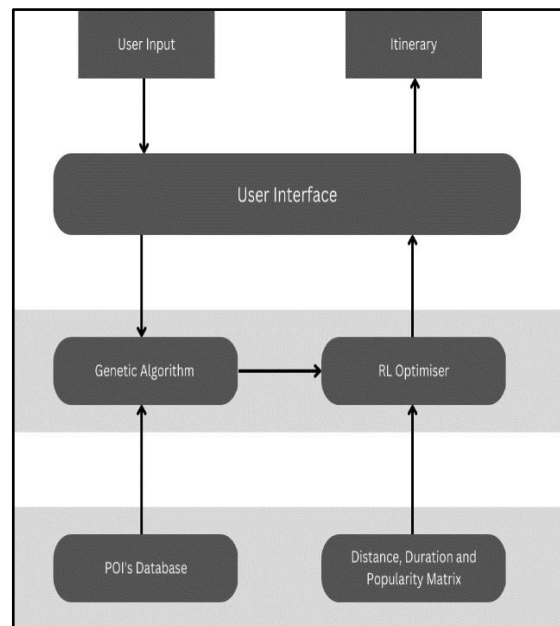 User Input
Itinerary
User Interface
Genetic Algorithm
RL Optimiser
POI's Database
Distance, Duration and
Popularity Matrix